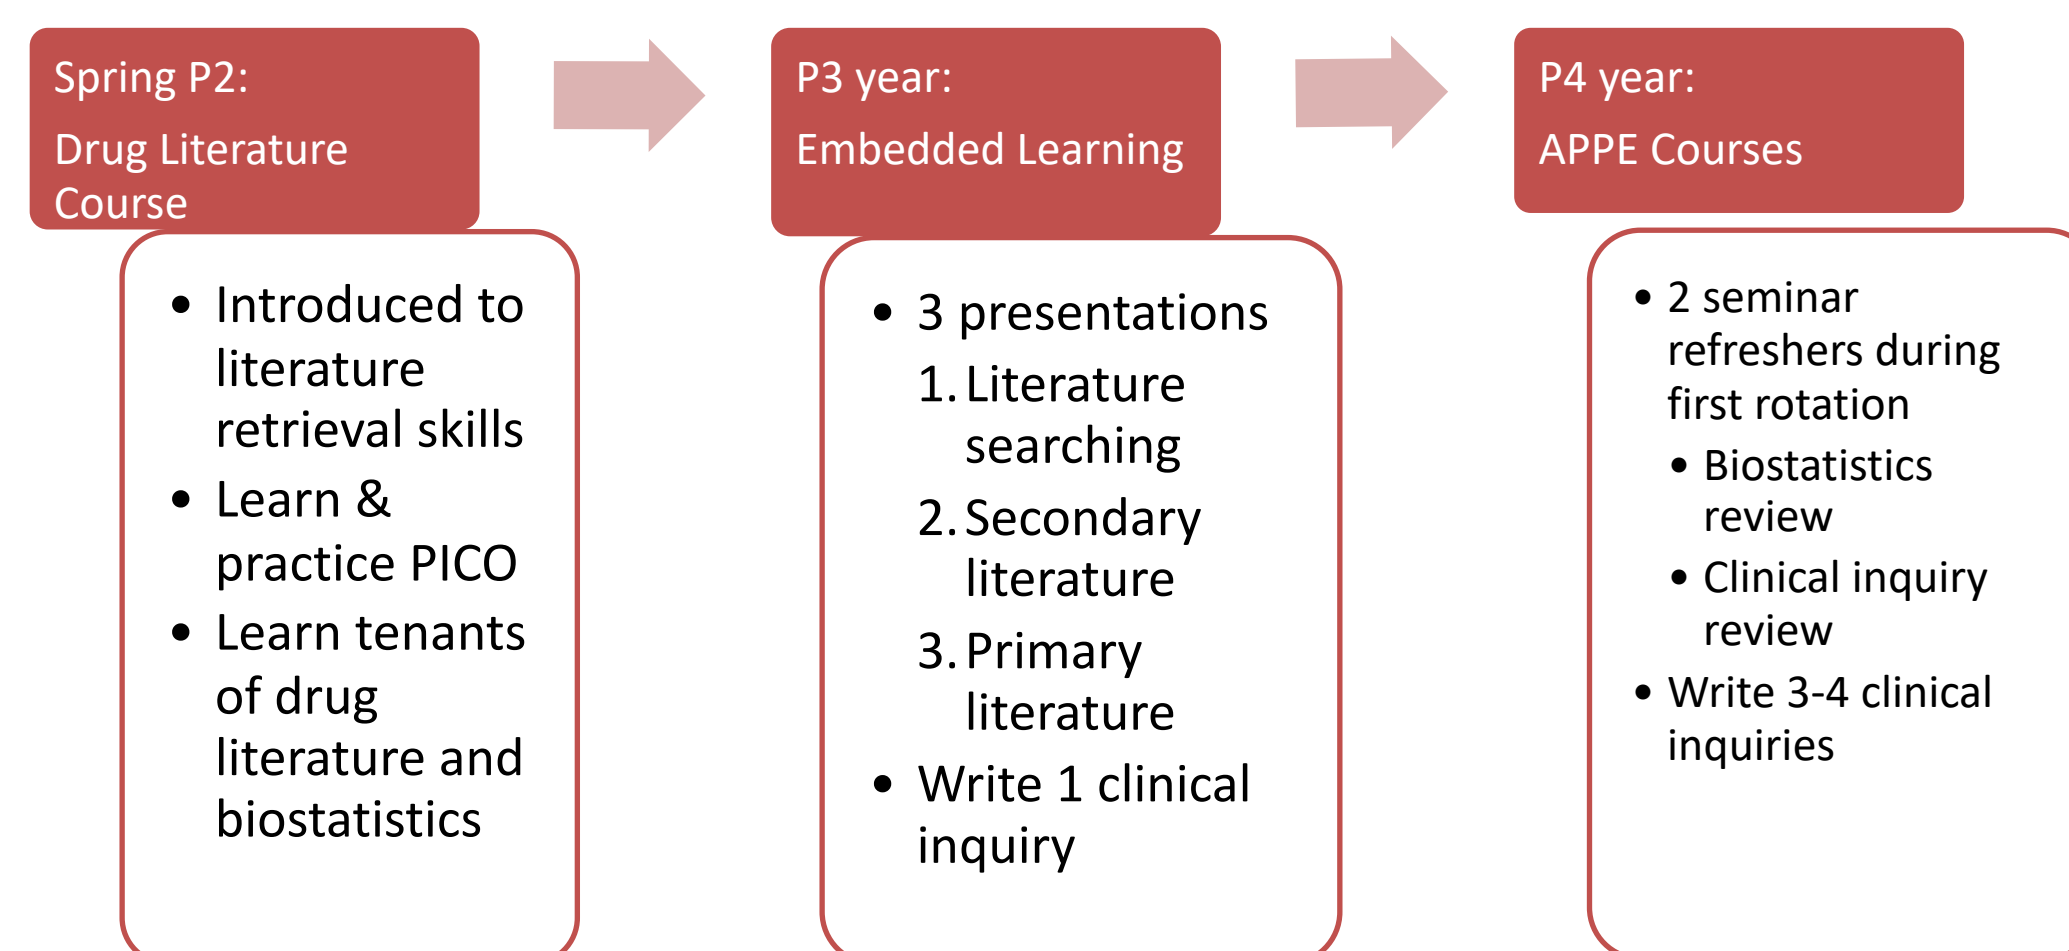 Spring P2:
Drug Literature
Course
• Introduced to
literature
retrieval skills
• Learn &
practice PICO
• Learn tenants
of drug
literature and
biostatistics
P3 year:
Embedded Learning
• 3 presentations
1. Literature
searching
2. Secondary
literature
3. Primary
literature
• Write 1 clinical
inquiry
P4 year:
APPE Courses
• 2 seminar
refreshers during
first rotation
• Biostatistics
review
• Clinical inquiry
review
• Write 3-4 clinical
inquiries